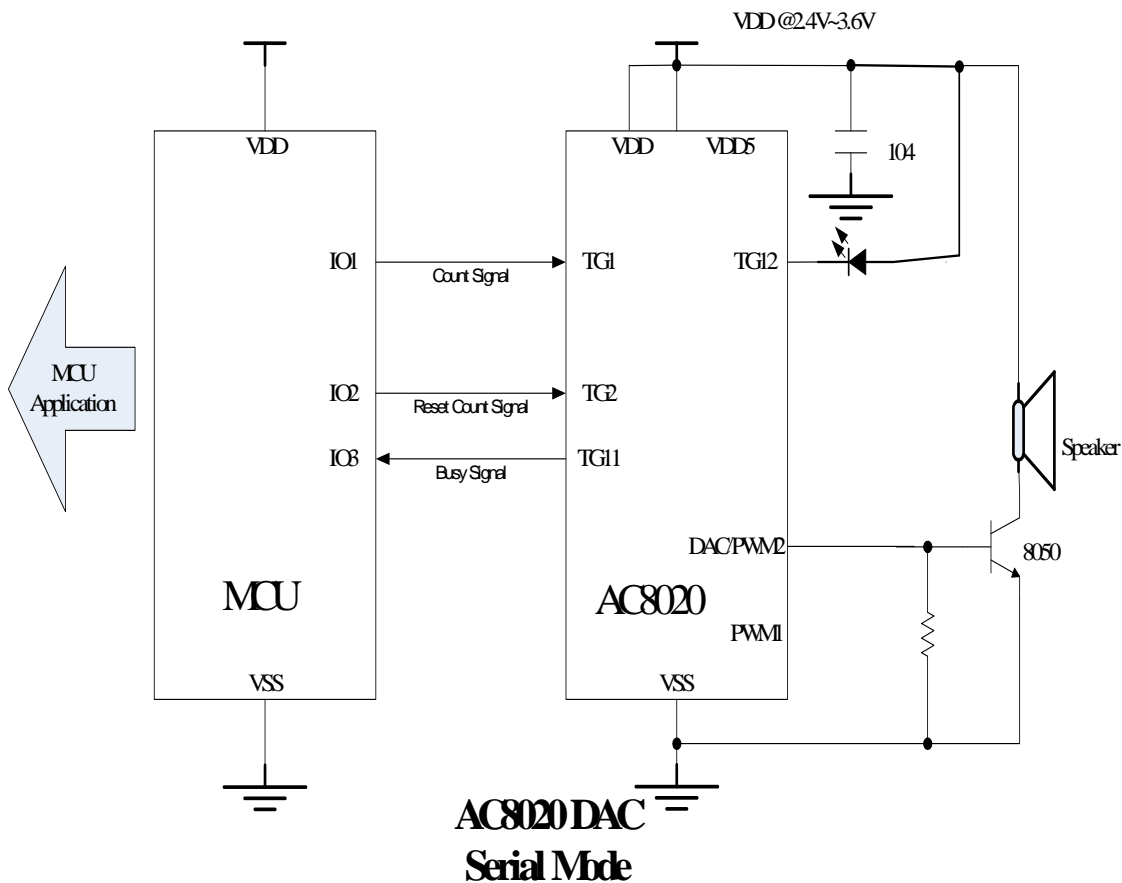 VDD @2.4V~3.6V
VDD
VDD
VDD5
104
IO1
Count Signal
TG1
TG12
MCU
Application
IO2
Reset Count Signal
TG2
IO3
Busy Signal
TG11
Speaker
DAC/PWM2
8050
MCU
AC8020
PWM1
VSS
VSS
AC8020 DAC
Serial Mode